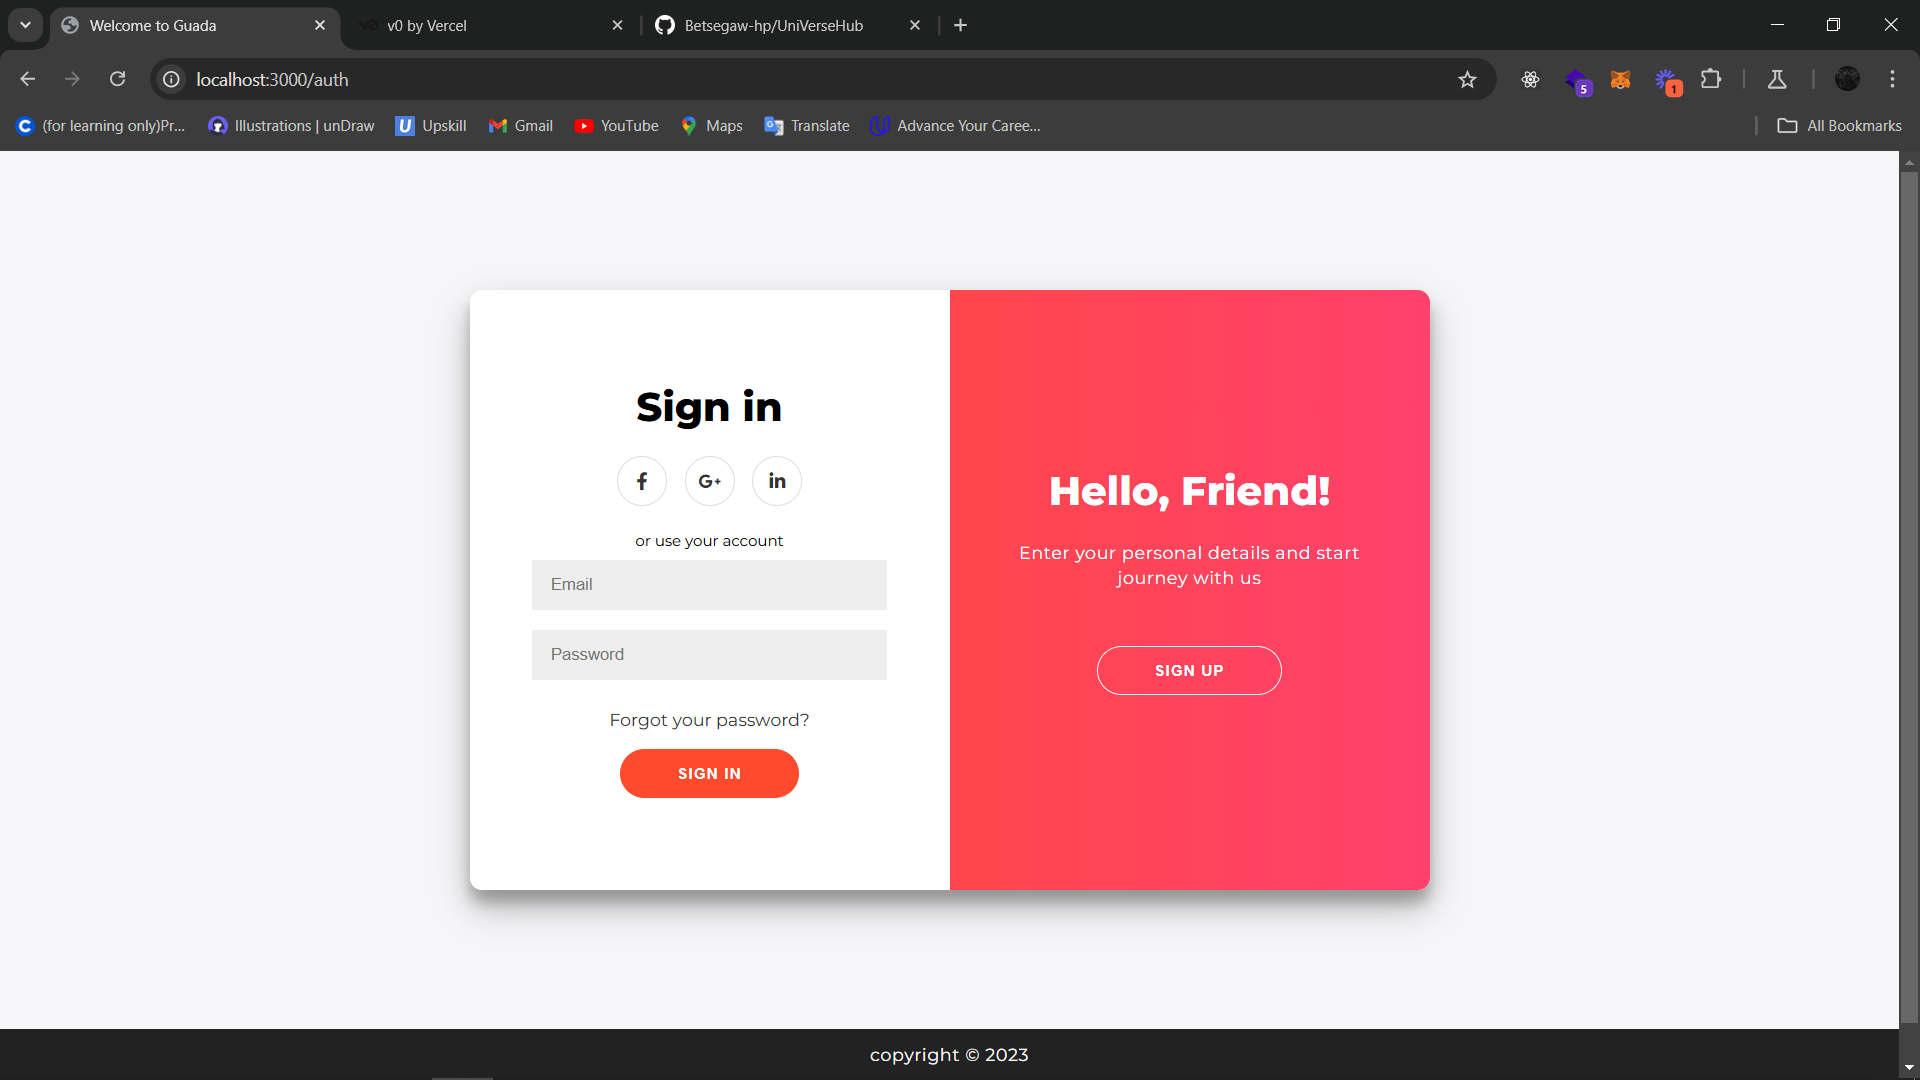 Welcome to Guada
v0 by Vercel
Betsegaw-hp/UniVerseHub
localhost:3000/auth
5
1
(for learning only)Pr...
Illustrations | unDraw
Upskill
Gmail
YouTube
Maps
Translate
Advance Your Caree...
All Bookmarks
Sign in
f
G+
in
or use your account
Email
Password
Forgot your password?
SIGN IN
Hello, Friend!
Enter your personal details and start
journey with us
SIGN UP
copyright © 2023